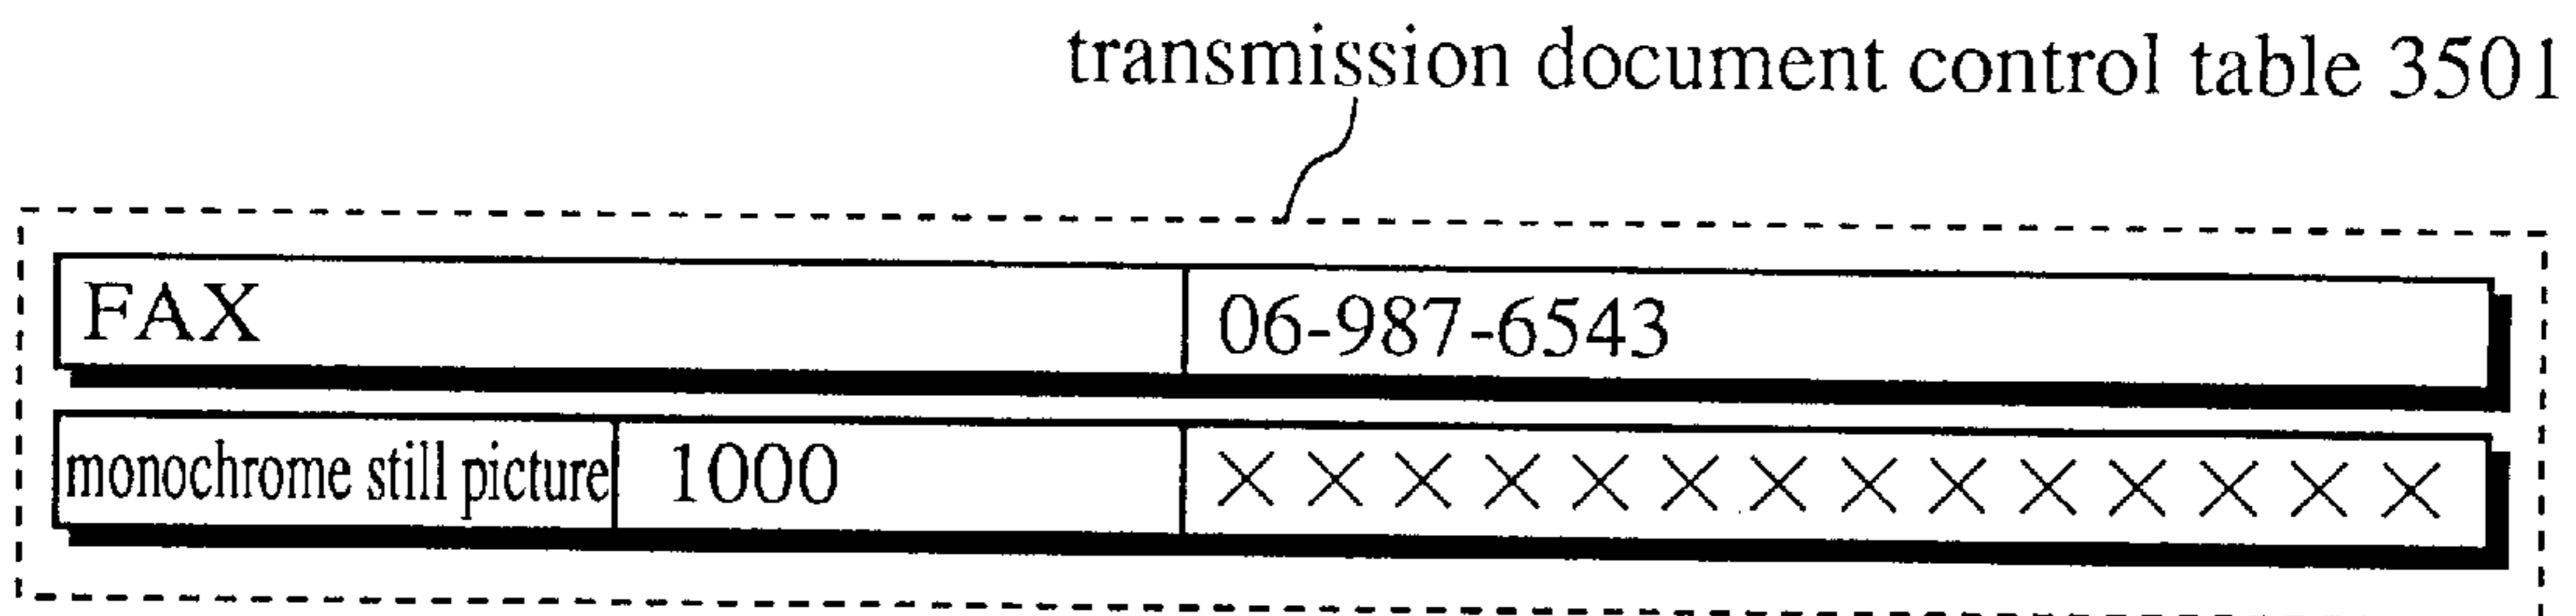 transmission document control table 3501
FAX 06-987-6543
monochrome still picture 1000 ××××××××××××××